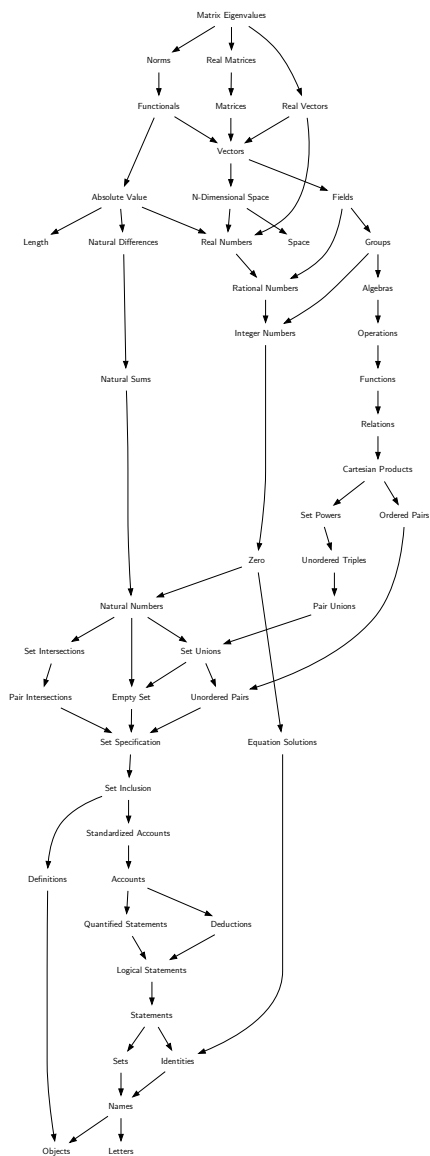 Matrix Eigenvalues
Norms
Real Matrices
Functionals
Matrices
Real Vectors
Vectors
Absolute Value
N-Dimensional Space
Fields
Length
Natural Differences
Real Numbers
Space
Groups
Rational Numbers
Algebras
Integer Numbers
Operations
Natural Sums
Functions
Relations
Cartesian Products
Set Powers
Ordered Pairs
Zero
Unordered Triples
Natural Numbers
Pair Unions
Set Intersections
Set Unions
Pair Intersections
Empty Set
Unordered Pairs
Set Specification
Equation Solutions
Set Inclusion
Standardized Accounts
Definitions
Accounts
Quantified Statements
Deductions
Logical Statements
Statements
Sets
Identities
Names
Objects
Letters